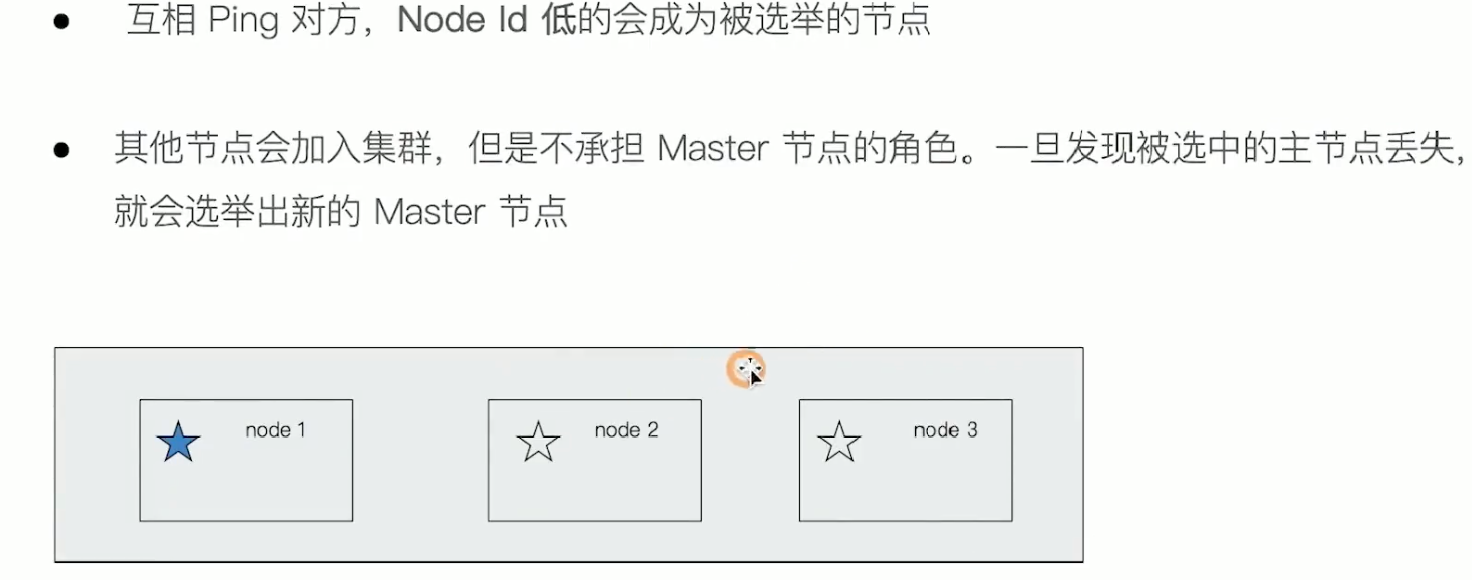 ● 互相 Ping 对方，Node Id 低的会成为被选举的节点
● 其他节点会加入集群，但是不承担 Master 节点的角色。一旦发现被选中的主节点丢失，
就会选举出新的 Master 节点
node 1
node 2
node 3